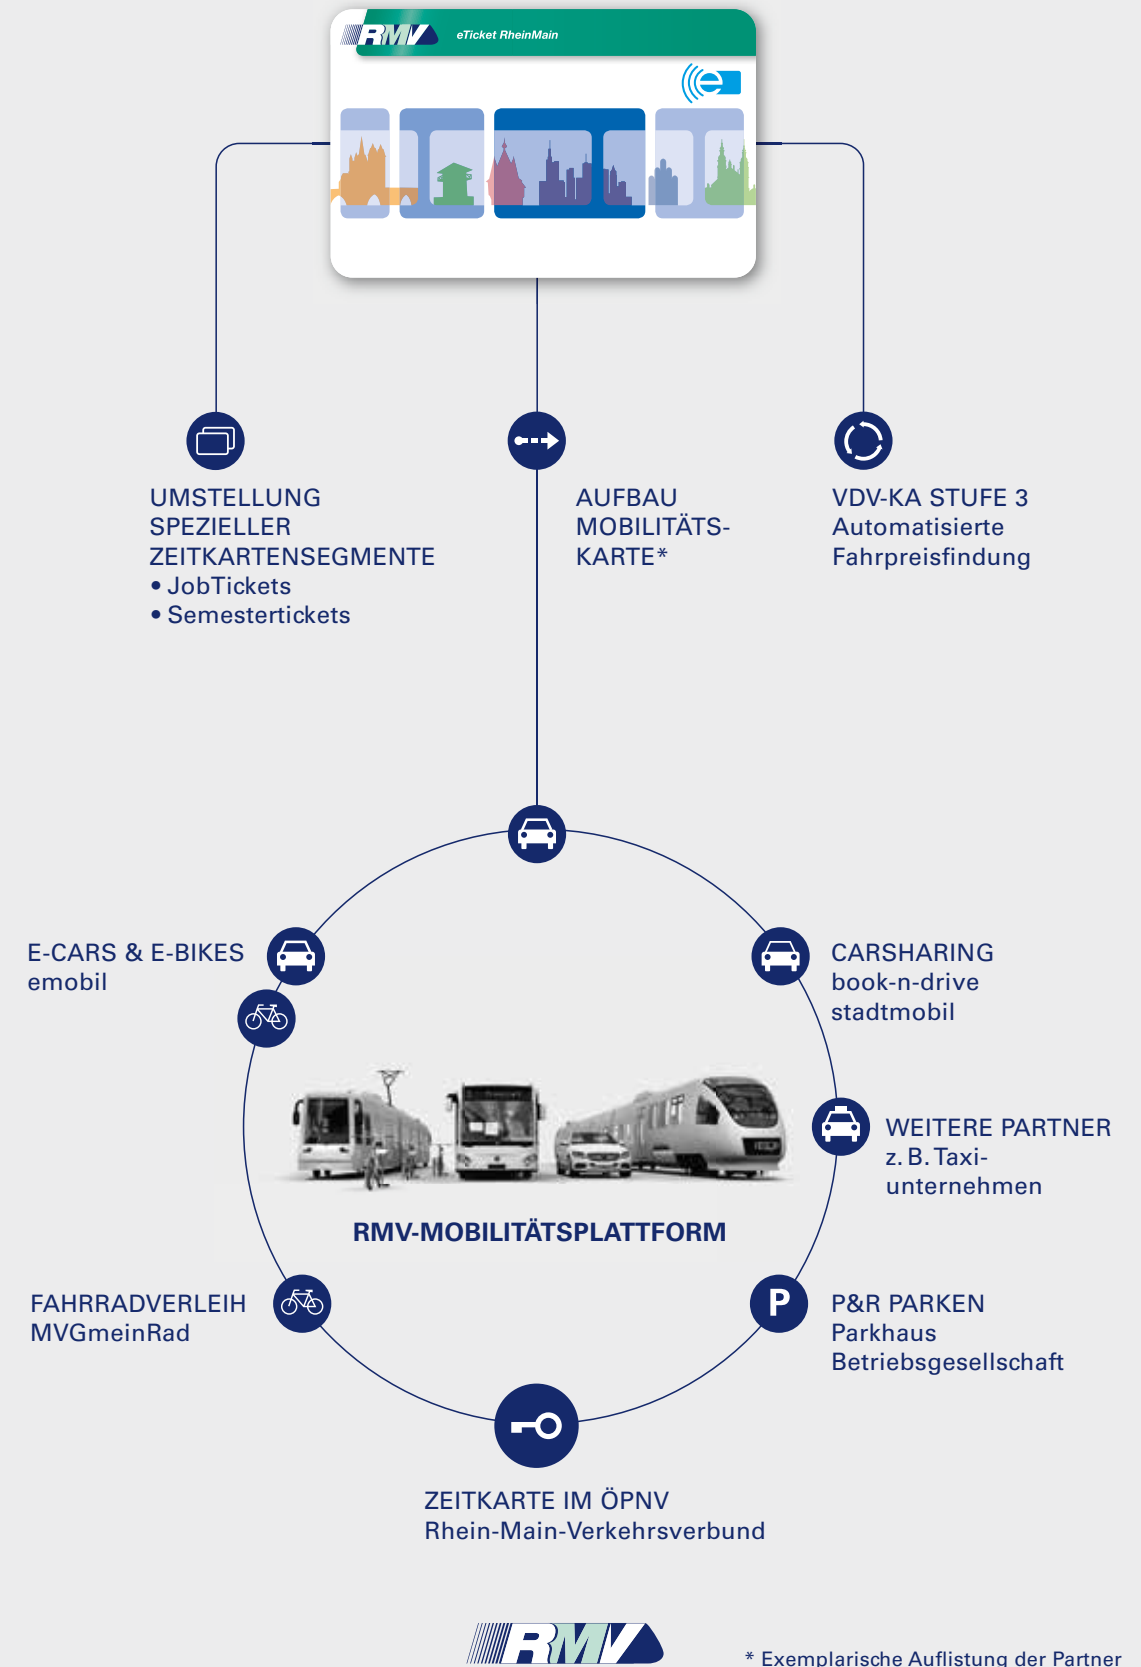 RMV
eTicket RheinMain
e
UMSTELLUNG
SPEZIELLER
ZEITKARTENSEGMENTE
• JobTickets
• Semestertickets
AUFBAU
MOBILITÄTS-
KARTE*
VDV-KA STUFE 3
Automatisierte
Fahrpreisfindung
E-CARS & E-BIKES
emobil
CARSHARING
book-n-drive
stadtmobil
WEITERE PARTNER
z. B. Taxi-
unternehmen
RMV-MOBILITÄTSPLATTFORM
FAHRRADVERLEIH
MVGmeinRad
P
P&R PARKEN
Parkhaus
Betriebsgesellschaft
ZEITKARTE IM ÖPNV
Rhein-Main-Verkehrsverbund
RMV
* Exemplarische Auflistung der Partner